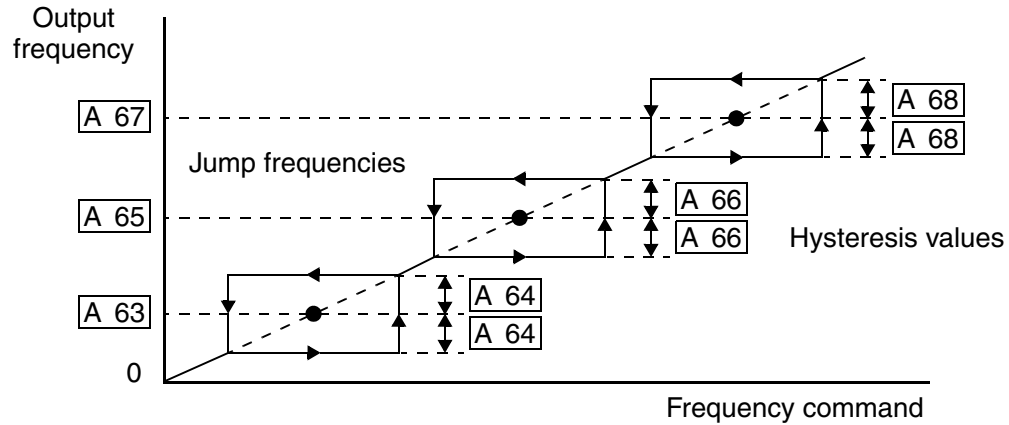 Output
frequency
A 67
A 68
A 68
Jump frequencies
A 65
A 66
A 66
Hysteresis values
A 63
A 64
A 64
0
Frequency command